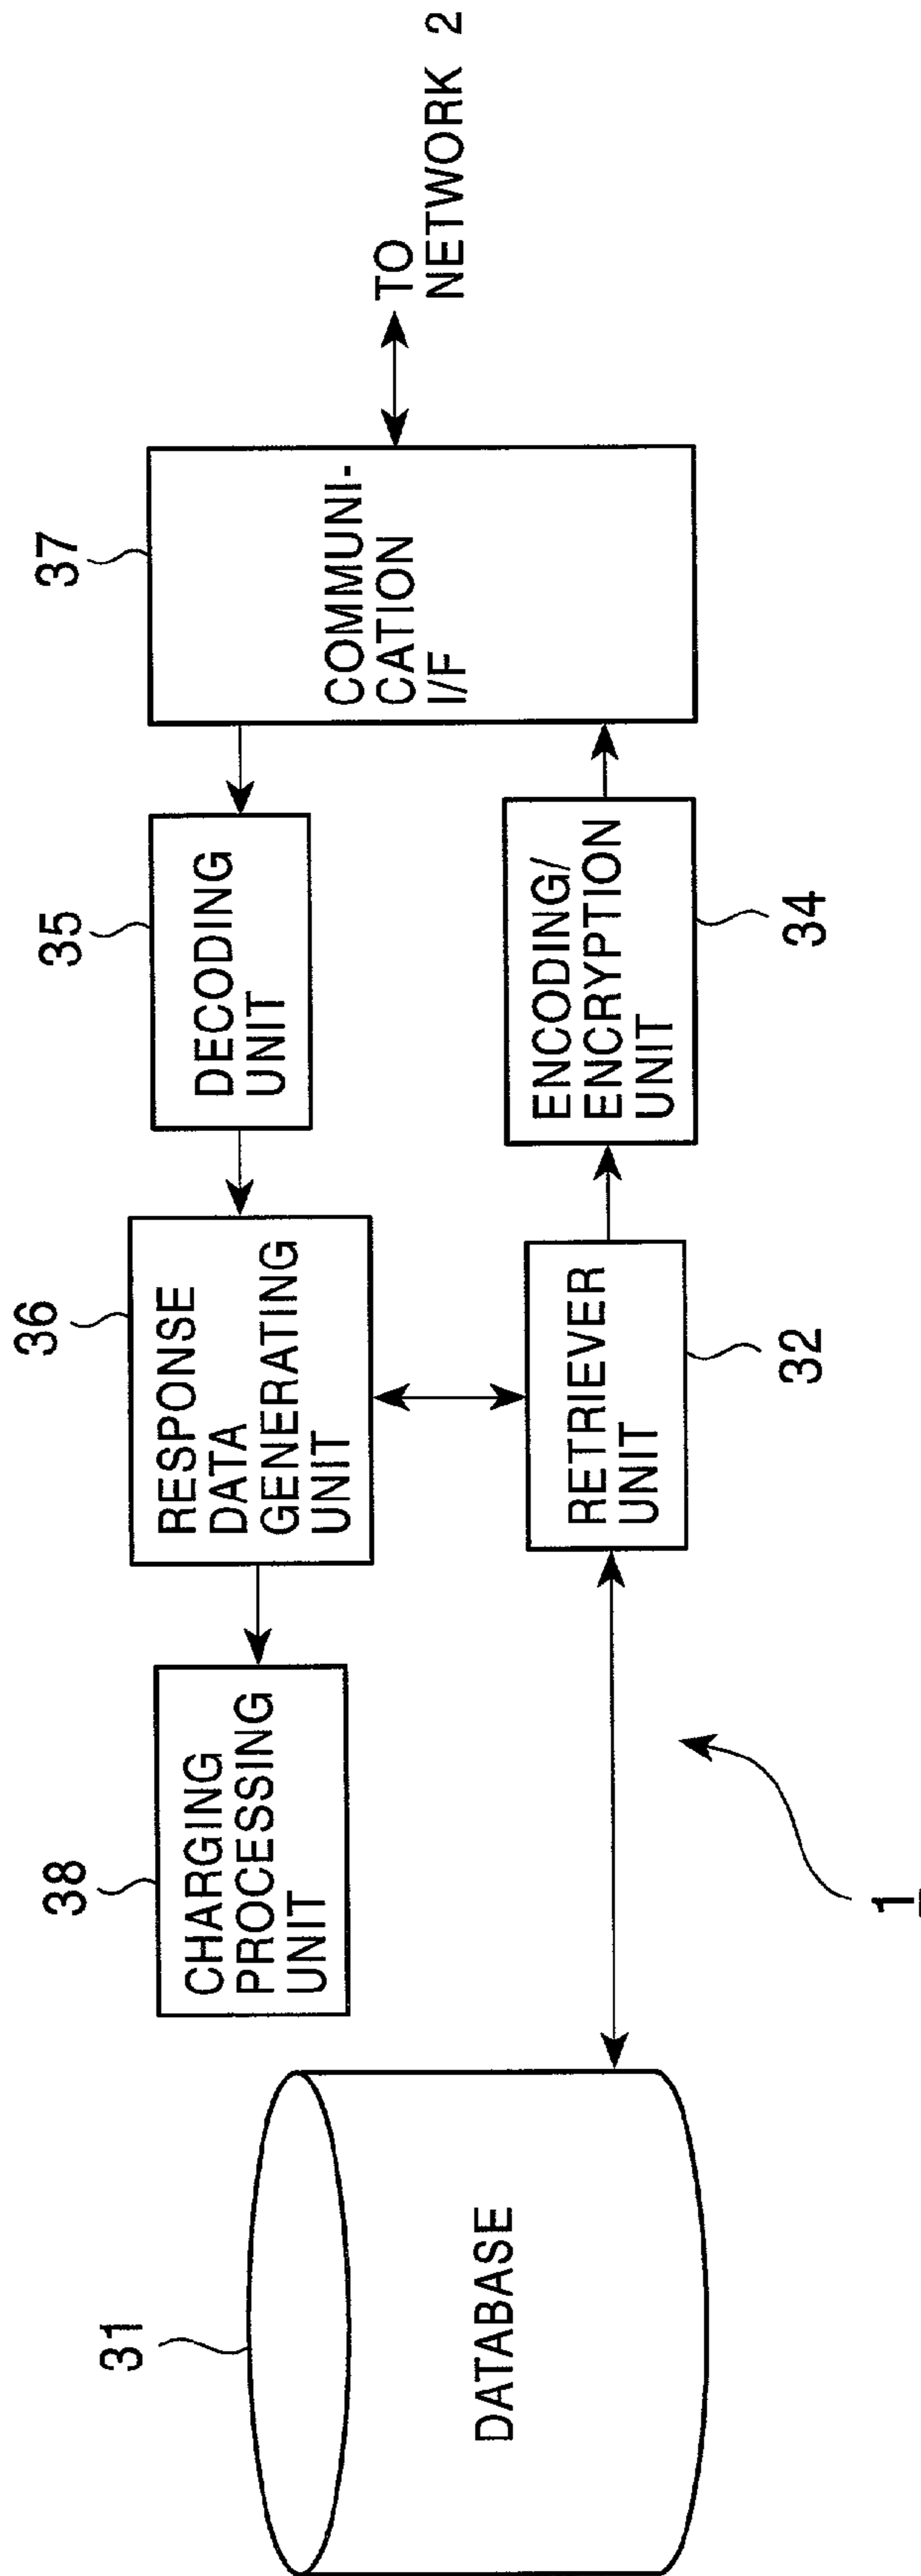 31
DATABASE
38
CHARGING
PROCESSING
UNIT
36
RESPONSE
DATA
GENERATING
UNIT
35
DECODING
UNIT
37
COMMUNI-
CATION
I/F
TO
NETWORK 2
RETRIEVER
UNIT
32
ENCODING/
ENCRYPTION
UNIT
34
1